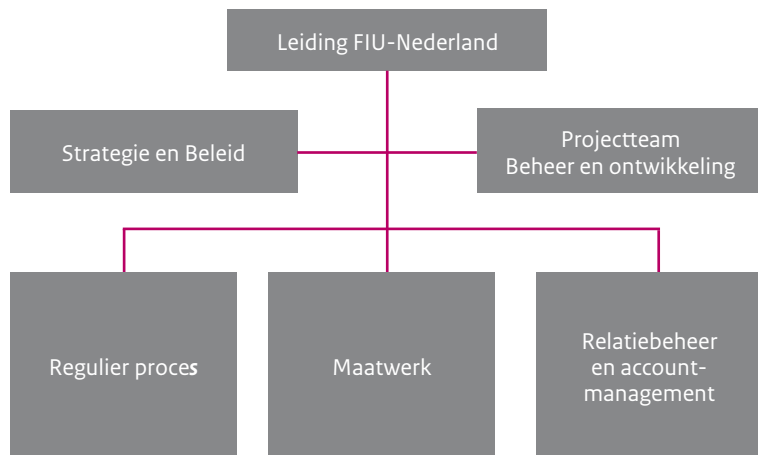 Leiding FIU-Nederland
Strategie en Beleid
Projectteam
Beheer en ontwikkeling
Regulier proces
Maatwerk
Relatiebeheer
en account-
management